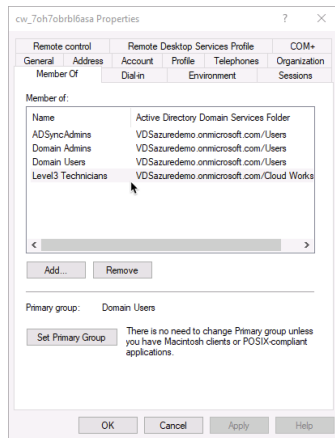 cw_7oh7obrbl6asa Properties ? ×
Remote control Remote Desktop Services Profile COM+
General Address Account Profile Telephones Organization
Member Of Dial-in Environment Sessions
Member of:
Name Active Directory Domain Services Folder
ADSyncAdmins VDSazuredemo.onmicrosoft.com/Users
Domain Admins VDSazuredemo.onmicrosoft.com/Users
Domain Users VDSazuredemo.onmicrosoft.com/Users
Level3 Technicians VDSazuredemo.onmicrosoft.com/Cloud Works
Add... Remove
Primary group: Domain Users
Set Primary Group
There is no need to change Primary group unless
you have Macintosh clients or POSIX-compliant
applications.
OK Cancel Apply Help